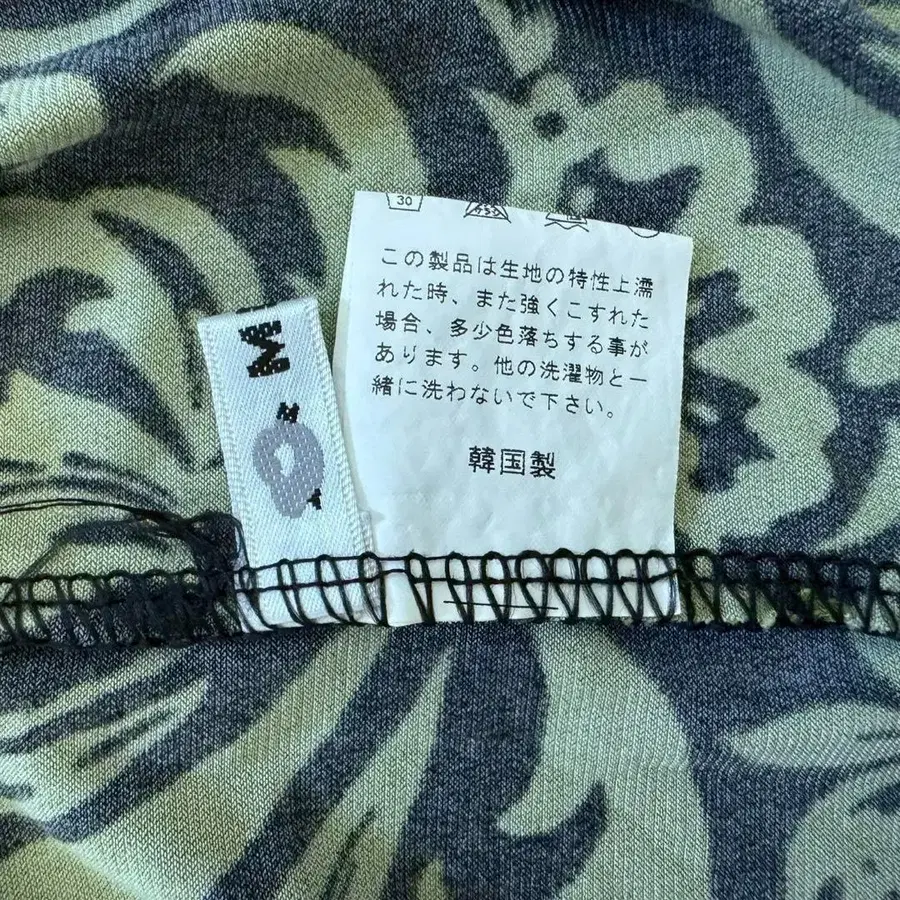 30
この製品は生地の特性上濡
れた時、また強くこすれた
場合、多少色落ちする事が
あります。他の洗濯物と一
緒に洗わないで下さい。
韓国製
M